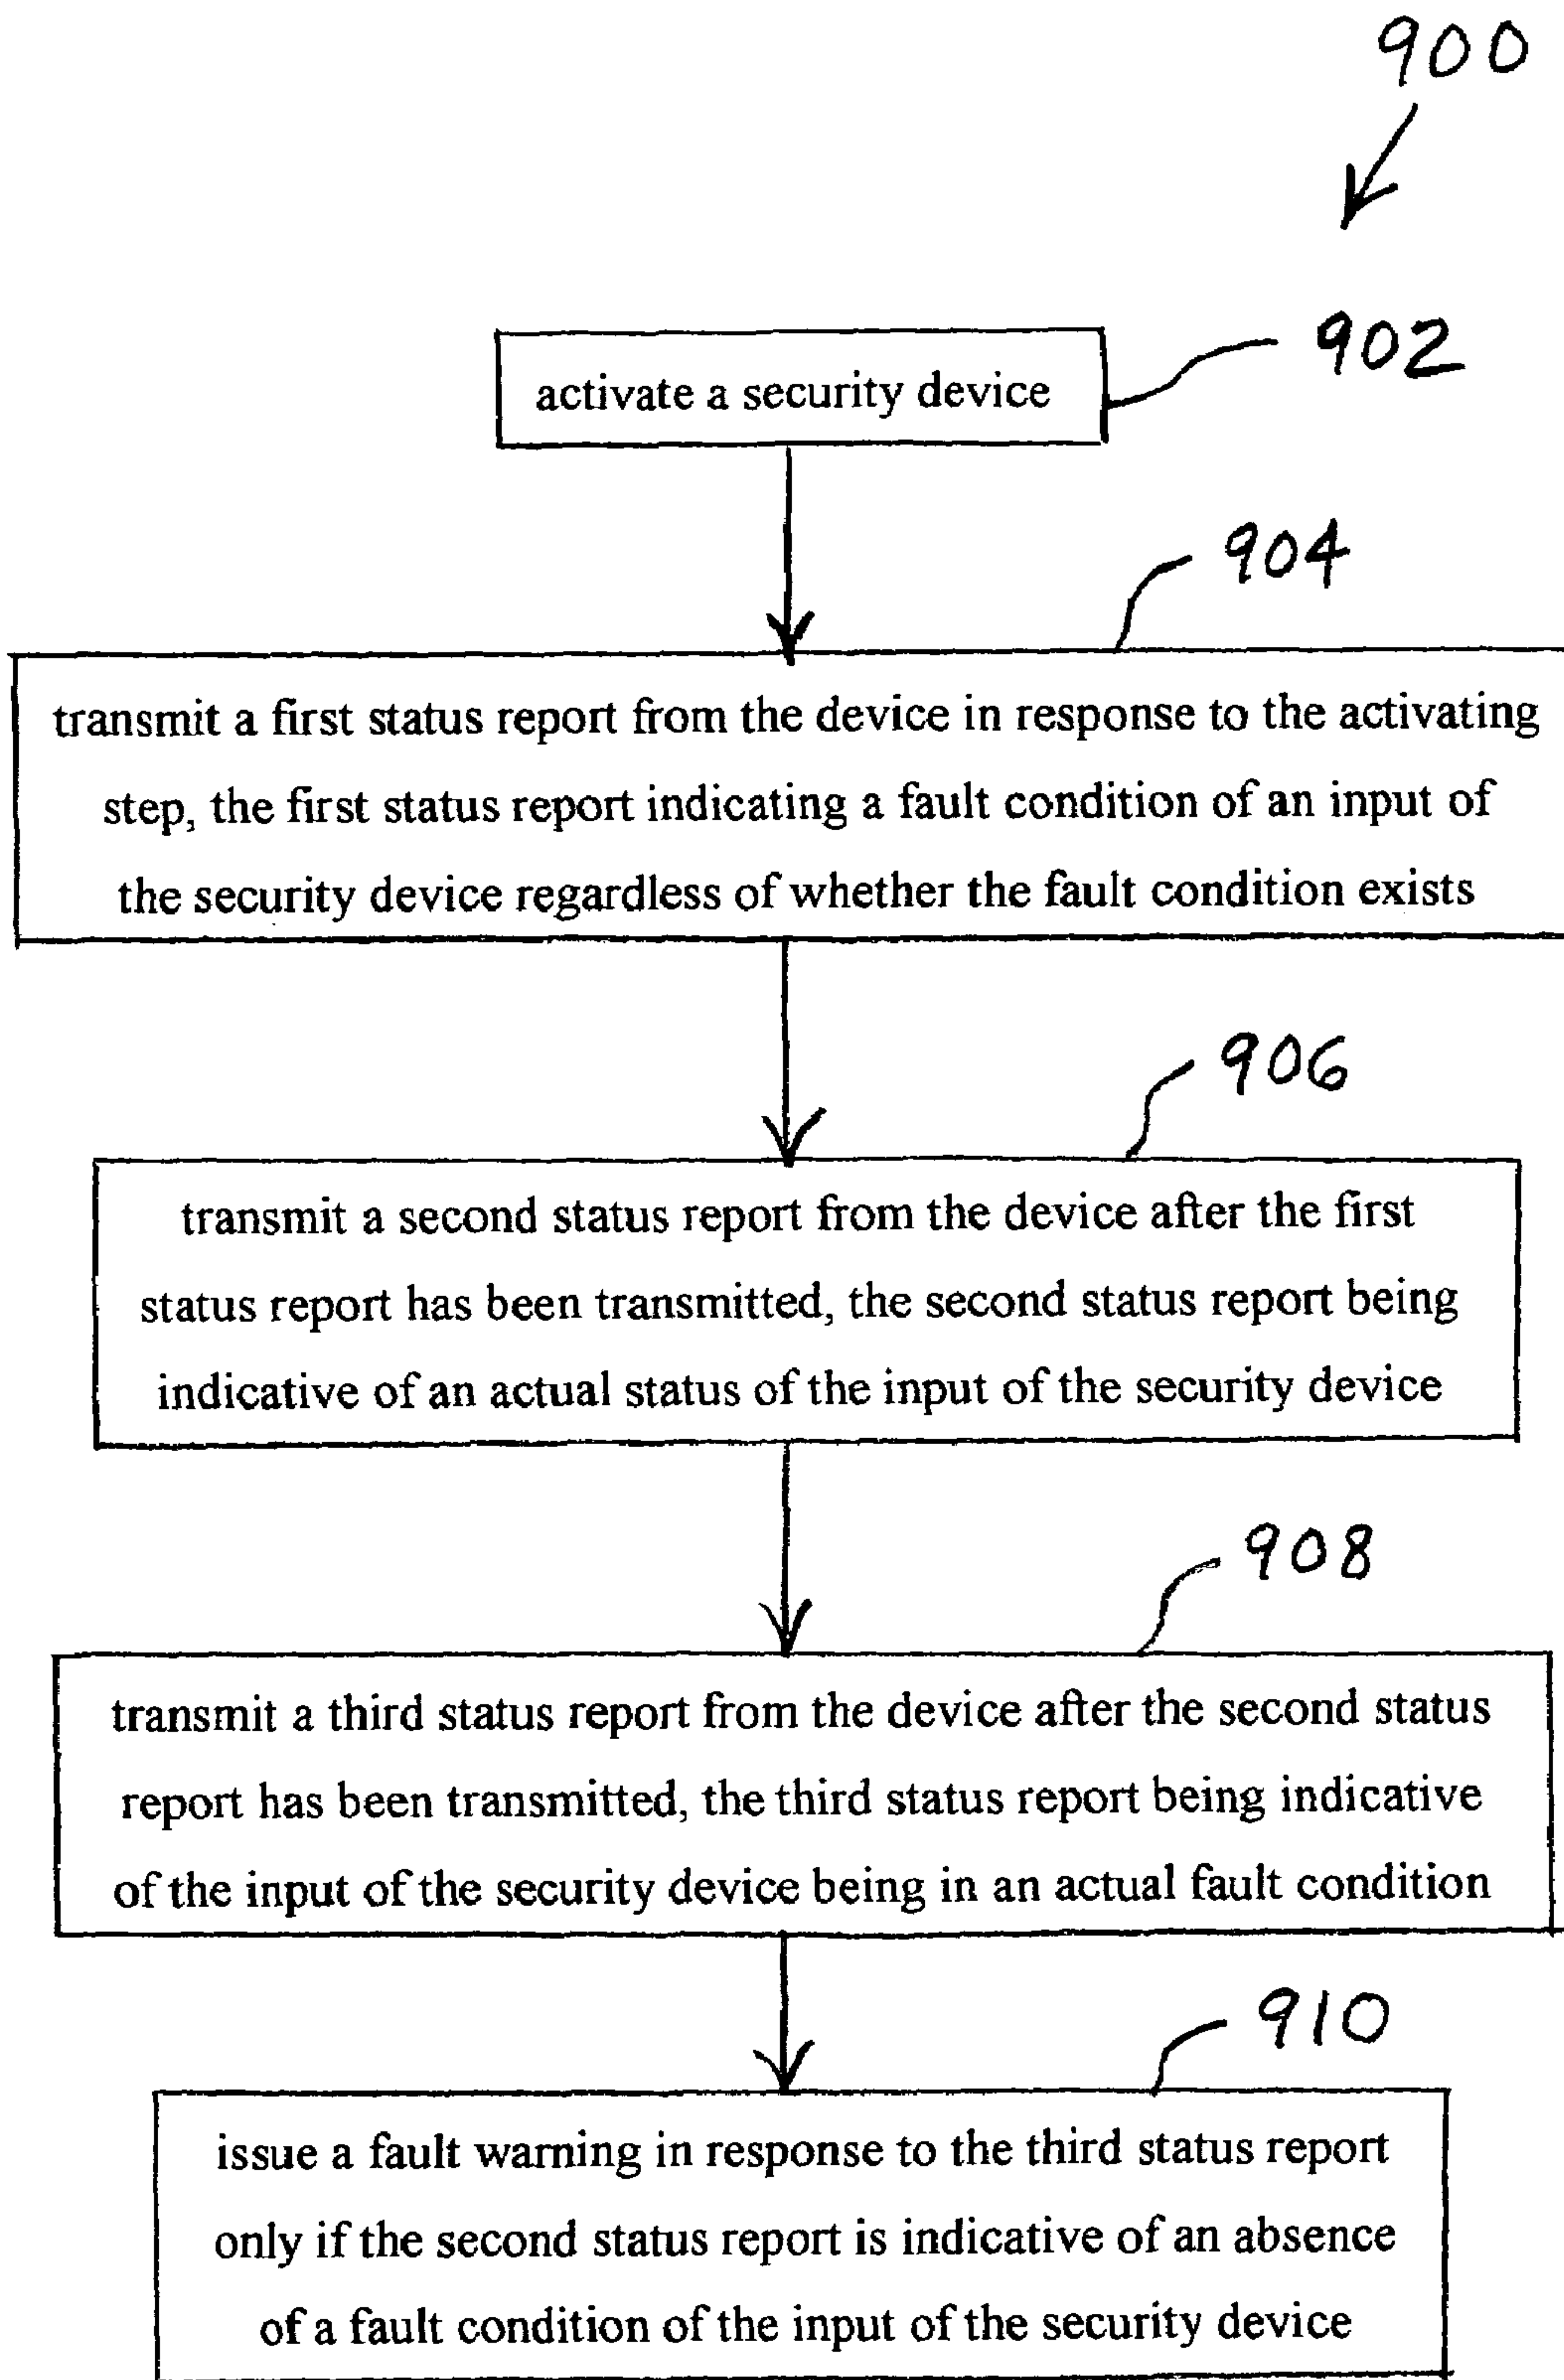 900
902
activate a security device
904
transmit a first status report from the device in response to the activating
step, the first status report indicating a fault condition of an input of
the security device regardless of whether the fault condition exists
906
transmit a second status report from the device after the first
status report has been transmitted, the second status report being
indicative of an actual status of the input of the security device
908
transmit a third status report from the device after the second status
report has been transmitted, the third status report being indicative
of the input of the security device being in an actual fault condition
910
issue a fault warning in response to the third status report
only if the second status report is indicative of an absence
of a fault condition of the input of the security device